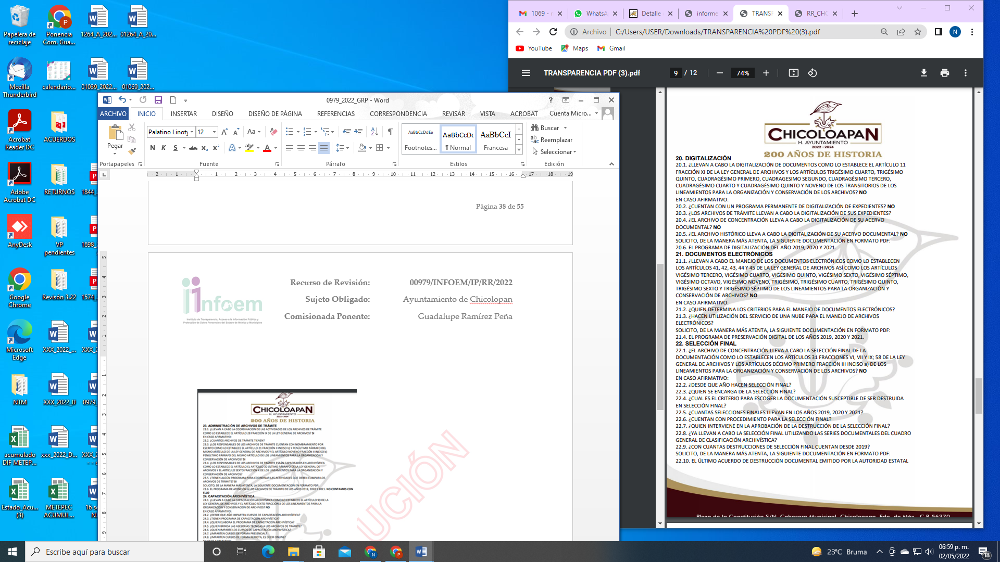 Papelera de reciclaje
Ponencia Com. Gua...
1264_A_202...
01264_A_20...
Mozilla Thunderbird
calendario...
01039_2022...
01069_202...
Acrobat Reader DC
ACUERDOS
Adobe Acrobat DC
RETURNOS
1844_
AnyDesk
VP pendientes
1698_
Google Chrome
Revisón 3.22
1574_
Microsoft Edge
XXX_2022_...
XXX_2
NTM
XXX_2022_IJ
0979_
acumulado DIF METEP...
xxx_2022_D...
Estado_Acu... (3)
METEPEC ACUMUL...
16 se
0979_2022_GRP - Word
ARCHIVO INICIO INSERTAR DISEÑO DISEÑO DE PÁGINA REFERENCIAS CORRESPONDENCIA REVISAR VISTA ACROBAT Cuenta Micro...
Palatino Linoty 12
Pegar
Portapapeles Fuente Párrafo Estilos Edición
AaBbCcDdEe Footnotes...
AaBbCcDc ¶ Normal
AaBbCcI Francesa
Buscar
Reemplazar
Seleccionar
Página 38 de 55
infoem
Instituto de Transparencia, Acceso a la Información Pública y
Protección de Datos Personales del Estado de México y Municipios
Recurso de Revisión: 00979/INFOEM/IP/RR/2022
Sujeto Obligado: Ayuntamiento de Chicolopan
Comisionada Ponente: Guadalupe Ramírez Peña
CHICOLOAPAN
H. AYUNTAMIENTO
2022 - 2024
200 AÑOS DE HISTORIA
23. ADMINISTRACIÓN DE ARCHIVOS DE TRÁMITE
23.1. ¿LLEVAN A CABO LA COORDINACIÓN DE LAS ACTIVIDADES DE LOS ARCHIVOS DE TRÁMITE
COMO LO ESTABLECE EL ARTÍCULO 28 FRACCIÓN IX DE LA LEY GENERAL DE ARCHIVOS? SI
EN CASO AFIRMATIVO:
23.2. ¿CUANTOS ARCHIVOS DE TRÁMITE TIENEN?
23.3. ¿LOS RESPONSABLES DE LOS ARCHIVOS DE TRÁMITE CUENTAN CON NOMBRAMIENTO POR
ESCRITO COMO LO ESTABLECE EL ARTÍCULO 21 FRACCIÓN II INCISO b) Y PENÚLTIMO PÁRRAFO DEL
MISMO ARTÍCULO DE LA LEY GENERAL DE ARCHIVOS Y EL ARTÍCULO NOVENO FRACCIÓN II INCISO b)
PENÚLTIMO PÁRRAFO DEL MISMO ARTÍCULO DE LOS LINEAMIENTOS PARA LA ORGANIZACIÓN Y
CONSERVACIÓN DE ARCHIVOS? SI
23.4. ¿LOS RESPONSABLES DE LOS ARCHIVOS DE TRÁMITE ESTÁN CAPACITADOS EN ARCHIVÍSTICA
COMO LO ESTABLECE EL ARTÍCULO EL ARTÍCULO 30 ÚLTIMO PÁRRAFO DE LA LEY GENERAL DE
ARCHIVOS Y EL ARTÍCULO SEXTO FRACCIÓN X DE LOS LINEAMIENTOS PARA LA ORGANIZACIÓN Y
CONSERVACIÓN DE ARCHIVOS?
23.5. ¿TIENEN ALGÚN PROGRAMA PARA COORDINAR LAS ACTIVIDADES QUE DEBEN CUMPLIR LOS
ARCHIVOS DE TRÁMITE? SI
SOLICITO, DE LA MANERA MÁS ATENTA, LA SIGUIENTE DOCUMENTACIÓN EN FORMATO PDF:
23.6. EL PROGRAMA DE ATENCIÓN A LOS ARCHIVOS DE TRÁMITE DE LOS AÑOS 2019, 2020 Y 2021. NO CONTAMOS CON
ELLO
24. CAPACITACIÓN ARCHIVÍSTICA
24.1. ¿LLEVAN A CABO LA CAPACITACIÓN ARCHIVÍSTICA COMO LO ESTABLECE EL ARTÍCULO 99 DE LA
LEY GENERAL DE ARCHIVOS Y EL ARTÍCULO SEXTO FRACCIÓN X DE LOS LINEAMIENTOS PARA LA
ORGANIZACIÓN Y CONSERVACIÓN DE ARCHIVOS? NO
EN CASO AFIRMATIVO:
24.2. ¿DESDE QUE AÑO IMPARTEN CURSOS DE CAPACITACIÓN ARCHIVÍSTICA?
24.3. ¿TIENEN PROGRAMA DE CAPACITACIÓN ARCHIVÍSTICA?
24.4. ¿QUIEN ELABORA EL PROGRAMA DE CAPACITACIÓN ARCHIVÍSTICA?
24.5. ¿QUIEN BRINDA LAS ASESORÍAS TÉCNICAS A LOS ARCHIVOS DE TRÁMITE?
24.6. ¿QUIEN IMPARTE LOS CURSOS DE CAPACITACIÓN ARCHIVÍSTICA?
24.7. ¿IMPARTEN CURSOS DE FORMA PRESENCIAL?
24.8. ¿IMPARTEN CURSOS DE FORMA REMOTA, ES DECIR ONLINE?
UCIÓN
1069 - r
WhatsA
Detalle
informe
TRANSF
RR_CHC
Archivo C:/Users/USER/Downloads/TRANSPARENCIA%20PDF%20(3).pdf
N
YouTube Maps Gmail
TRANSPARENCIA PDF (3).pdf 9 / 12 74%
CHICOLOAPAN
H. AYUNTAMIENTO
2022 - 2024
200 AÑOS DE HISTORIA
20. DIGITALIZACIÓN
20.1. ¿LLEVAN A CABO LA DIGITALIZACIÓN DE DOCUMENTOS COMO LO ESTABLECE EL ARTÍCULO 11
FRACCIÓN XI DE LA LEY GENERAL DE ARCHIVOS Y LOS ARTÍCULOS TRIGÉSIMO CUARTO, TRIGÉSIMO
QUINTO, CUADRAGÉSIMO PRIMERO, CUADRAGESIMO SEGUNDO, CUADRAGÉSIMO TERCERO,
CUADRAGÉSIMO CUARTO Y CUADRAGÉSIMO QUINTO Y NOVENO DE LOS TRANSITORIOS DE LOS
LINEAMIENTOS PARA LA ORGANIZACIÓN Y CONSERVACIÓN DE LOS ARCHIVOS? NO
EN CASO AFIRMATIVO:
20.2. ¿CUENTAN CON UN PROGRAMA PERMANENTE DE DIGITALIZACIÓN DE EXPEDIENTES? NO
20.3. ¿LOS ARCHIVOS DE TRÁMITE LLEVAN A CABO LA DIGITALIZACIÓN DE SUS EXPEDIENTES?
20.4. ¿EL ARCHIVO DE CONCENTRACIÓN LLEVA A CABO LA DIGITALIZACIÓN DE SU ACERVO
DOCUMENTAL? NO
20.5. ¿EL ARCHIVO HISTÓRICO LLEVA A CABO LA DIGITALIZACIÓN DE SU ACERVO DOCUMENTAL? NO
SOLICITO, DE LA MANERA MÁS ATENTA, LA SIGUIENTE DOCUMENTACIÓN EN FORMATO PDF:
20.6. EL PROGRAMA DE DIGITALIZACIÓN DEL AÑO 2019, 2020 Y 2021.
21. DOCUMENTOS ELECTRÓNICOS
21.1. ¿LLEVAN A CABO EL MANEJO DE LOS DOCUMENTOS ELECTRÓNICOS COMO LO ESTABLECEN
LOS ARTÍCULOS 41, 42, 43, 44 Y 45 DE LA LEY GENERAL DE ARCHIVOS ASÍ COMO LOS ARTÍCULOS
VIGÉSIMO TERCERO, VIGÉSIMO CUARTO, VIGÉSIMO QUINTO, VIGÉSIMO SEXTO, VIGÉSIMO SÉPTIMO,
VIGÉSIMO OCTAVO, VIGÉSIMO NOVENO, TRIGÉSIMO, TRIGÉSIMO CUARTO, TRIGÉSIMO QUINTO,
TRIGÉSIMO SEXTO Y TRIGÉSIMO SÉPTIMO DE LOS LINEAMIENTOS PARA LA ORGANIZACIÓN Y
CONSERVACIÓN DE ARCHIVOS? NO
EN CASO AFIRMATIVO:
21.2. ¿QUIEN DETERMINA LOS CRITERIOS PARA EL MANEJO DE DOCUMENTOS ELECTRÓNICOS?
21.3. ¿HACEN UTILIZACIÓN DEL SERVICIO DE UNA NUBE PARA EL MANEJO DE ARCHIVOS
ELECTRÓNICOS?
SOLICITO, DE LA MANERA MÁS ATENTA, LA SIGUIENTE DOCUMENTACIÓN EN FORMATO PDF:
21.4. EL PROGRAMA DE PRESERVACIÓN DIGITAL DE LOS AÑOS 2019, 2020 Y 2021.
22. SELECCIÓN FINAL
22.1. ¿EL ARCHIVO DE CONCENTRACIÓN LLEVA A CABO LA SELECCIÓN FINAL DE LA
DOCUMENTACIÓN COMO LO ESTABLECEN LOS ARTÍCULOS 31 FRACCIONES VI, VII Y IX; 58 DE LA LEY
GENERAL DE ARCHIVOS Y LOS ARTÍCULOS DÉCIMO PRIMERO FRACCIÓN III INCISO a) DE LOS
LINEAMIENTOS PARA LA ORGANIZACIÓN Y CONSERVACIÓN DE LOS ARCHIVOS? NO
EN CASO AFIRMATIVO:
22.2. ¿DESDE QUE AÑO HACEN SELECCIÓN FINAL?
22.3. ¿QUIEN SE ENCARGA DE LA SELECCIÓN FINAL?
22.4. ¿CUAL ES EL CRITERIO PARA ESCOGER LA DOCUMENTACIÓN SUSCEPTIBLE DE SER DESTRUIDA
EN SELECCIÓN FINAL?
22.5. ¿CUANTAS SELECCIONES FINALES LLEVAN EN LOS AÑOS 2019, 2020 Y 2021?
22.6. ¿CUENTAN CON PROCEDIMIENTO PARA LA SELECCIÓN FINAL?
22.7. ¿QUIEN INTERVIENE EN LA APROBACIÓN DE LA DESTRUCCIÓN DE LA SELECCIÓN FINAL?
22.8. ¿YA LLEVAN A CABO LA SELECCIÓN FINAL UTILIZANDO LAS SERIES DOCUMENTALES DEL CUADRO
GENERAL DE CLASIFICACIÓN ARCHIVÍSTICA?
22.9. ¿CON CUANTAS DESTRUCCIONES DE SELECCIÓN FINAL CUENTAN DESDE 2019?
SOLICITO, DE LA MANERA MÁS ATENTA, LA SIGUIENTE DOCUMENTACIÓN EN FORMATO PDF:
22.10. EL ÚLTIMO ACUERDO DE DESTRUCCIÓN DOCUMENTAL EMITIDO POR LA AUTORIDAD ESTATAL
Plaza de la Constitución S/N, Cabecera Municipal, Chicoloapan, Edo. de Méx., C.P. 56370
Escribe aquí para buscar
23°C Bruma
06:59 p. m.
02/05/2022
18